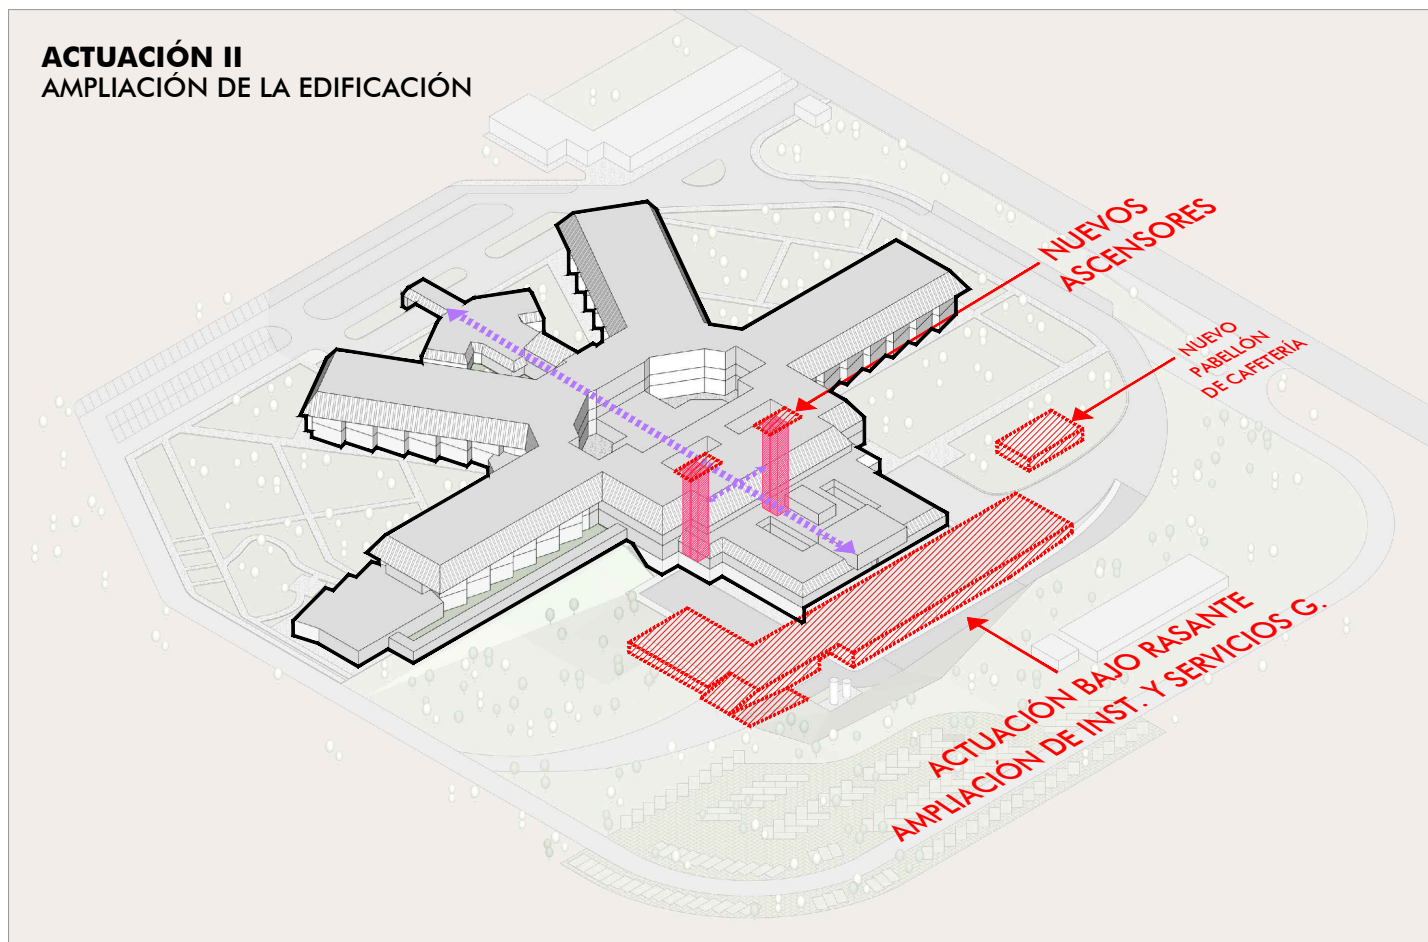 ACTUACIÓN II
AMPLIACIÓN DE LA EDIFICACIÓN
NUEVOS
ASCENSORES
NUEVO
PABELLÓN
DE CAFETERÍA
ACTUACIÓN BAJO RASANTE
AMPLIACIÓN DE INST. Y SERVICIOS G.